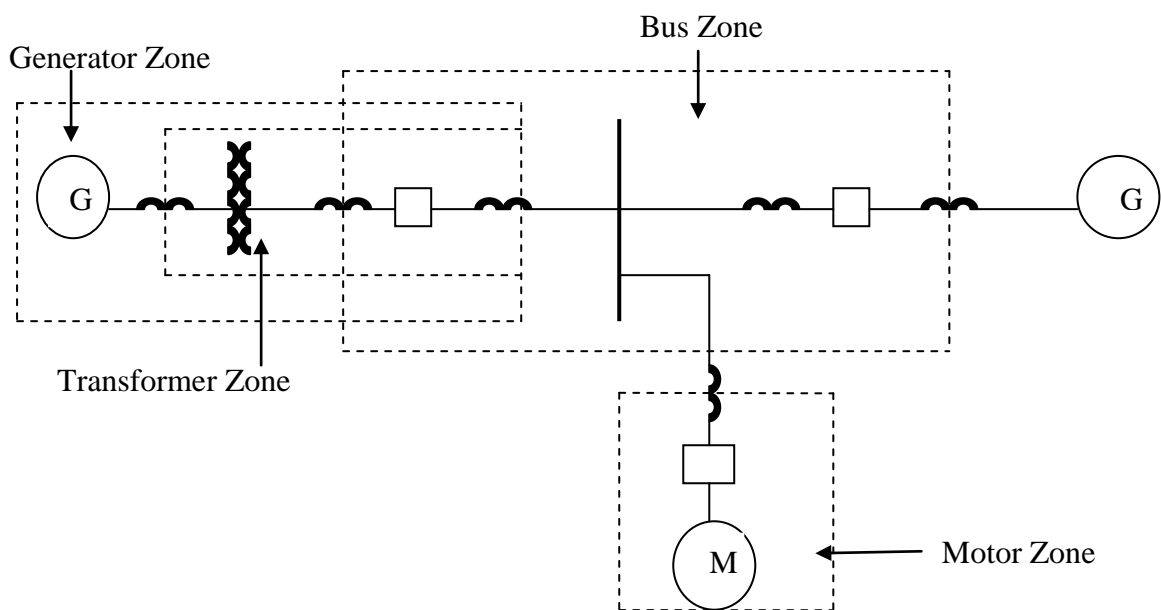 Bus Zone
Generator Zone
G
G
Transformer Zone
M
Motor Zone